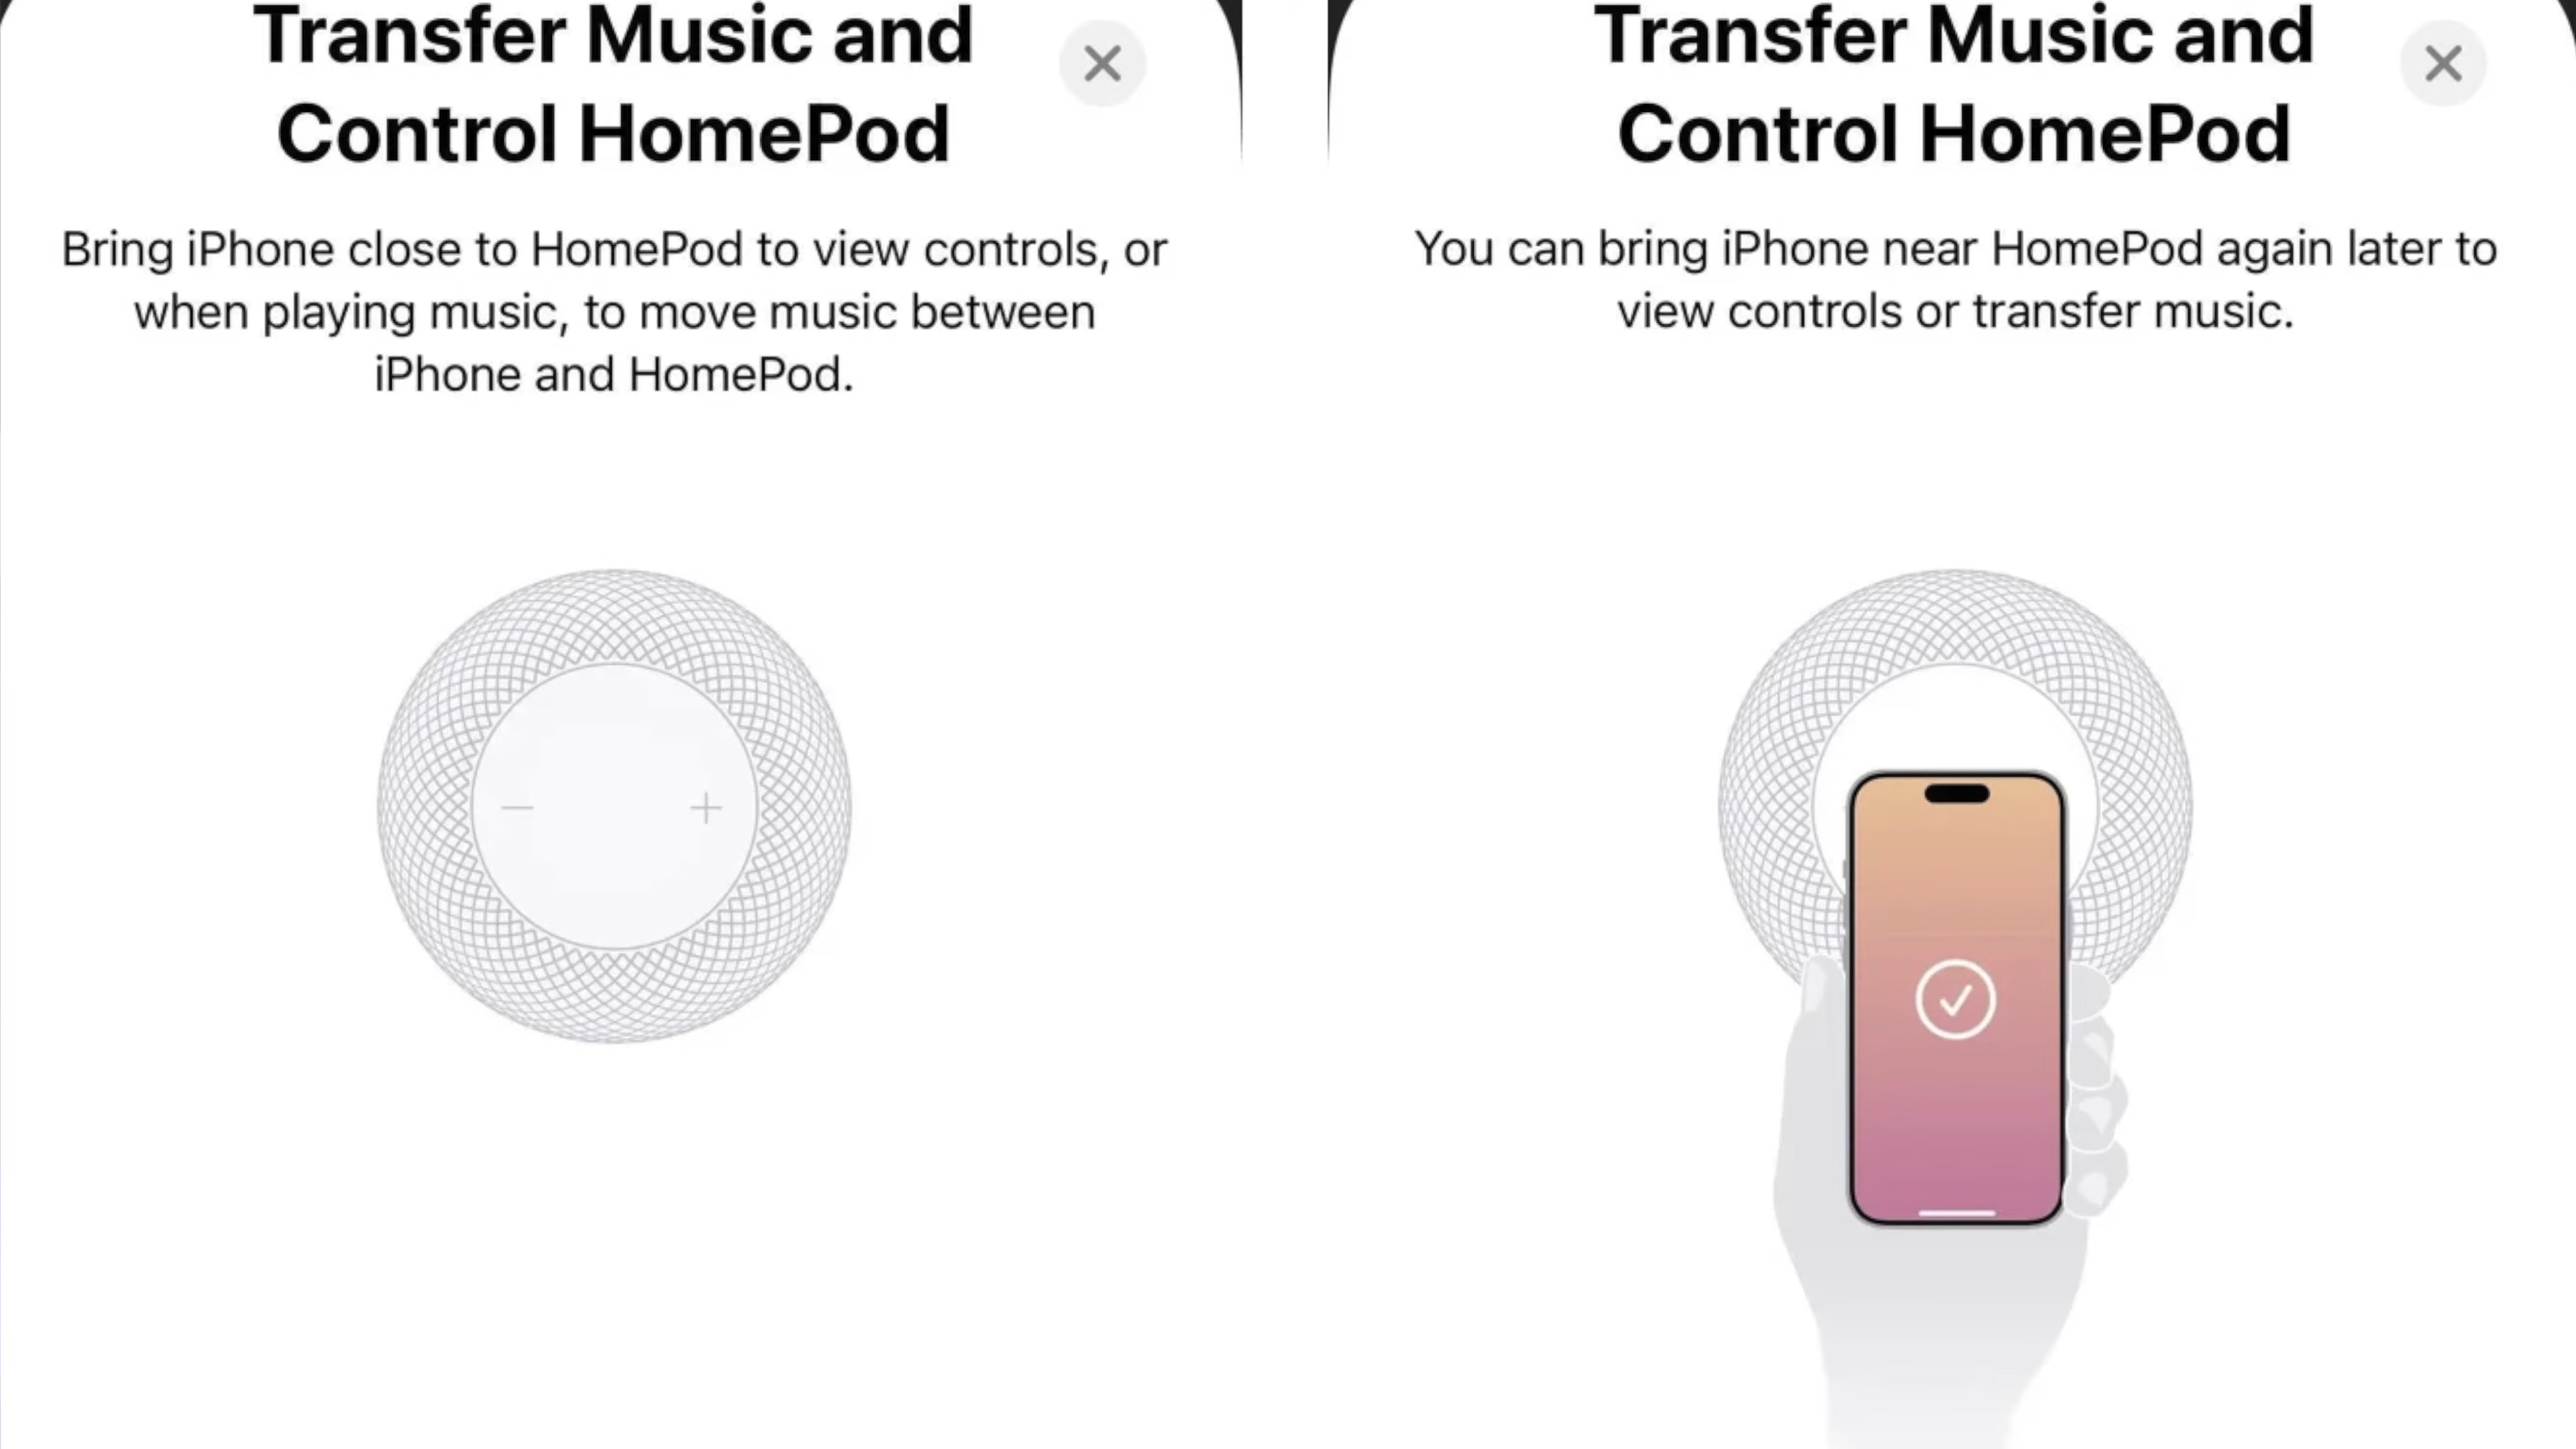 Transfer Music and
Control HomePod
Bring iPhone close to HomePod to view controls, or
when playing music, to move music between
iPhone and HomePod.
Transfer Music and
Control HomePod
You can bring iPhone near HomePod again later to
view controls or transfer music.